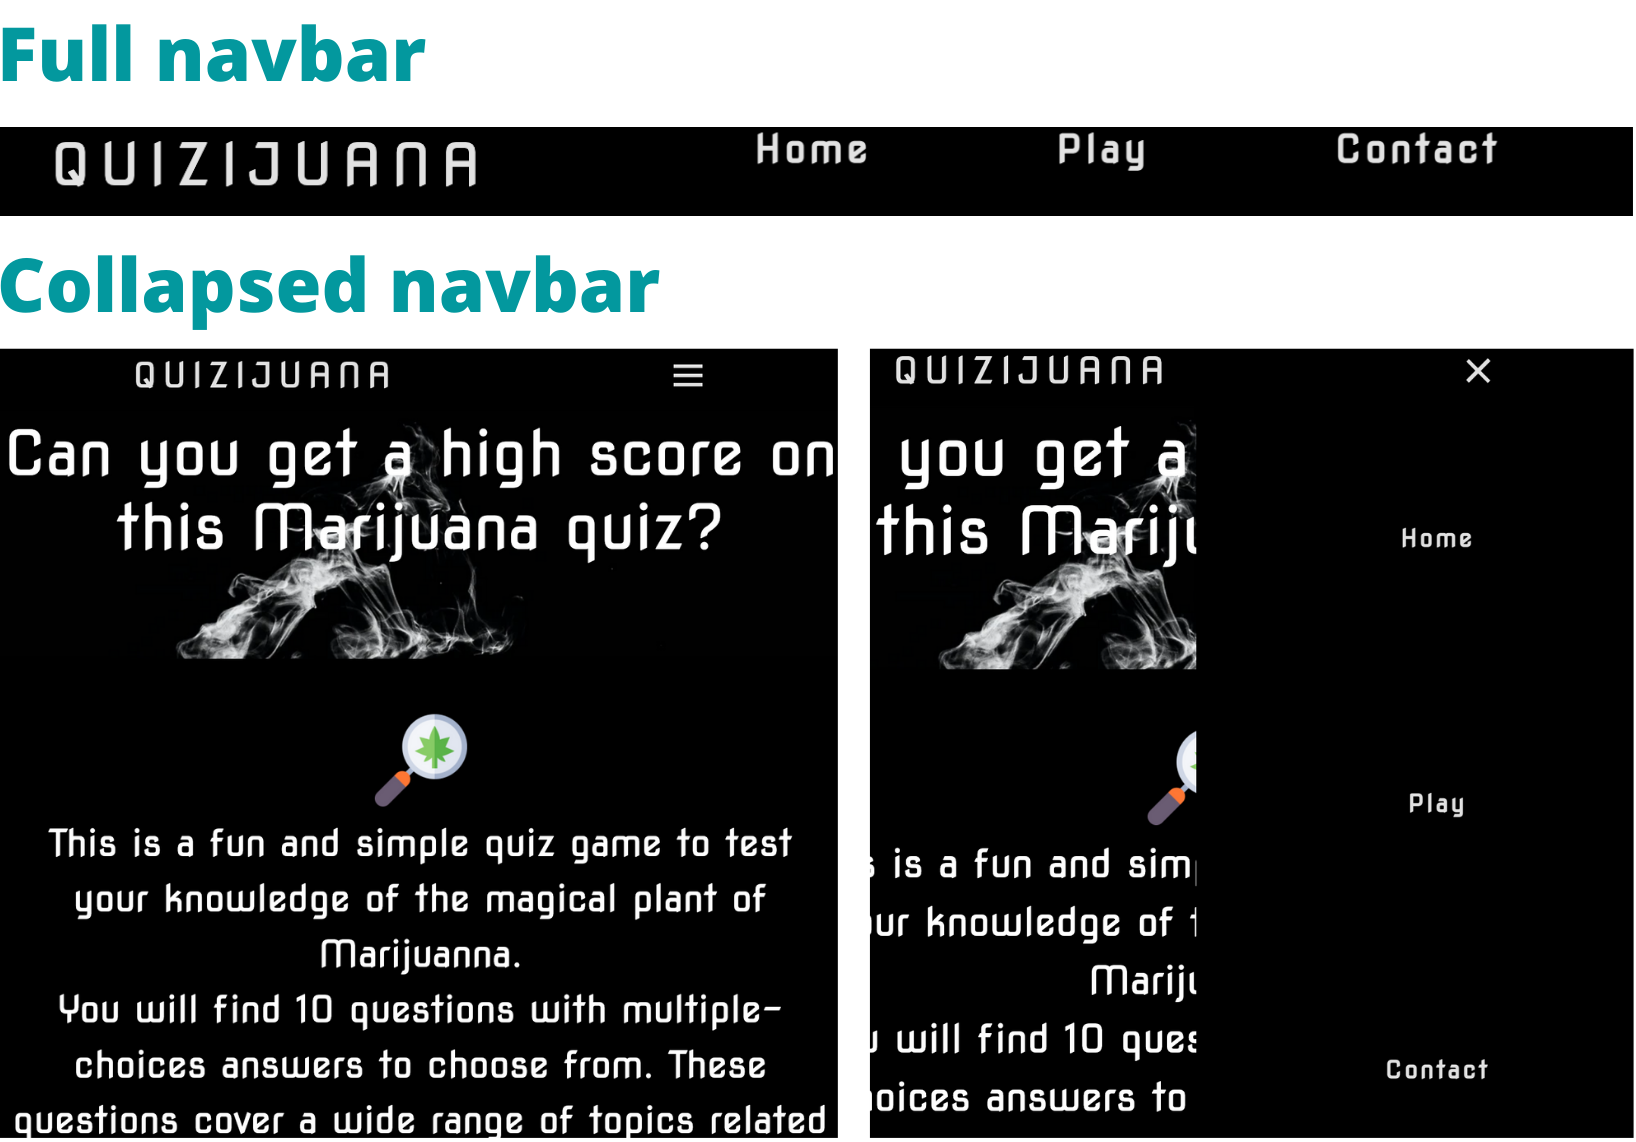 Full navbar
QUIZIJUANA Home Play Contact
Collapsed navbar
QUIZIJUANA
Can you get a high score on
this Marijuana quiz?
This is a fun and simple quiz game to test
your knowledge of the magical plant of
Marijuanna.
You will find 10 questions with multiple-
choices answers to choose from. These
questions cover a wide range of topics related
QUIZIJUANA
you get a
this Mariju
s is a fun and sim
ur knowledge of
Mariju
will find 10 ques
oices answers to
Home
Play
Contact